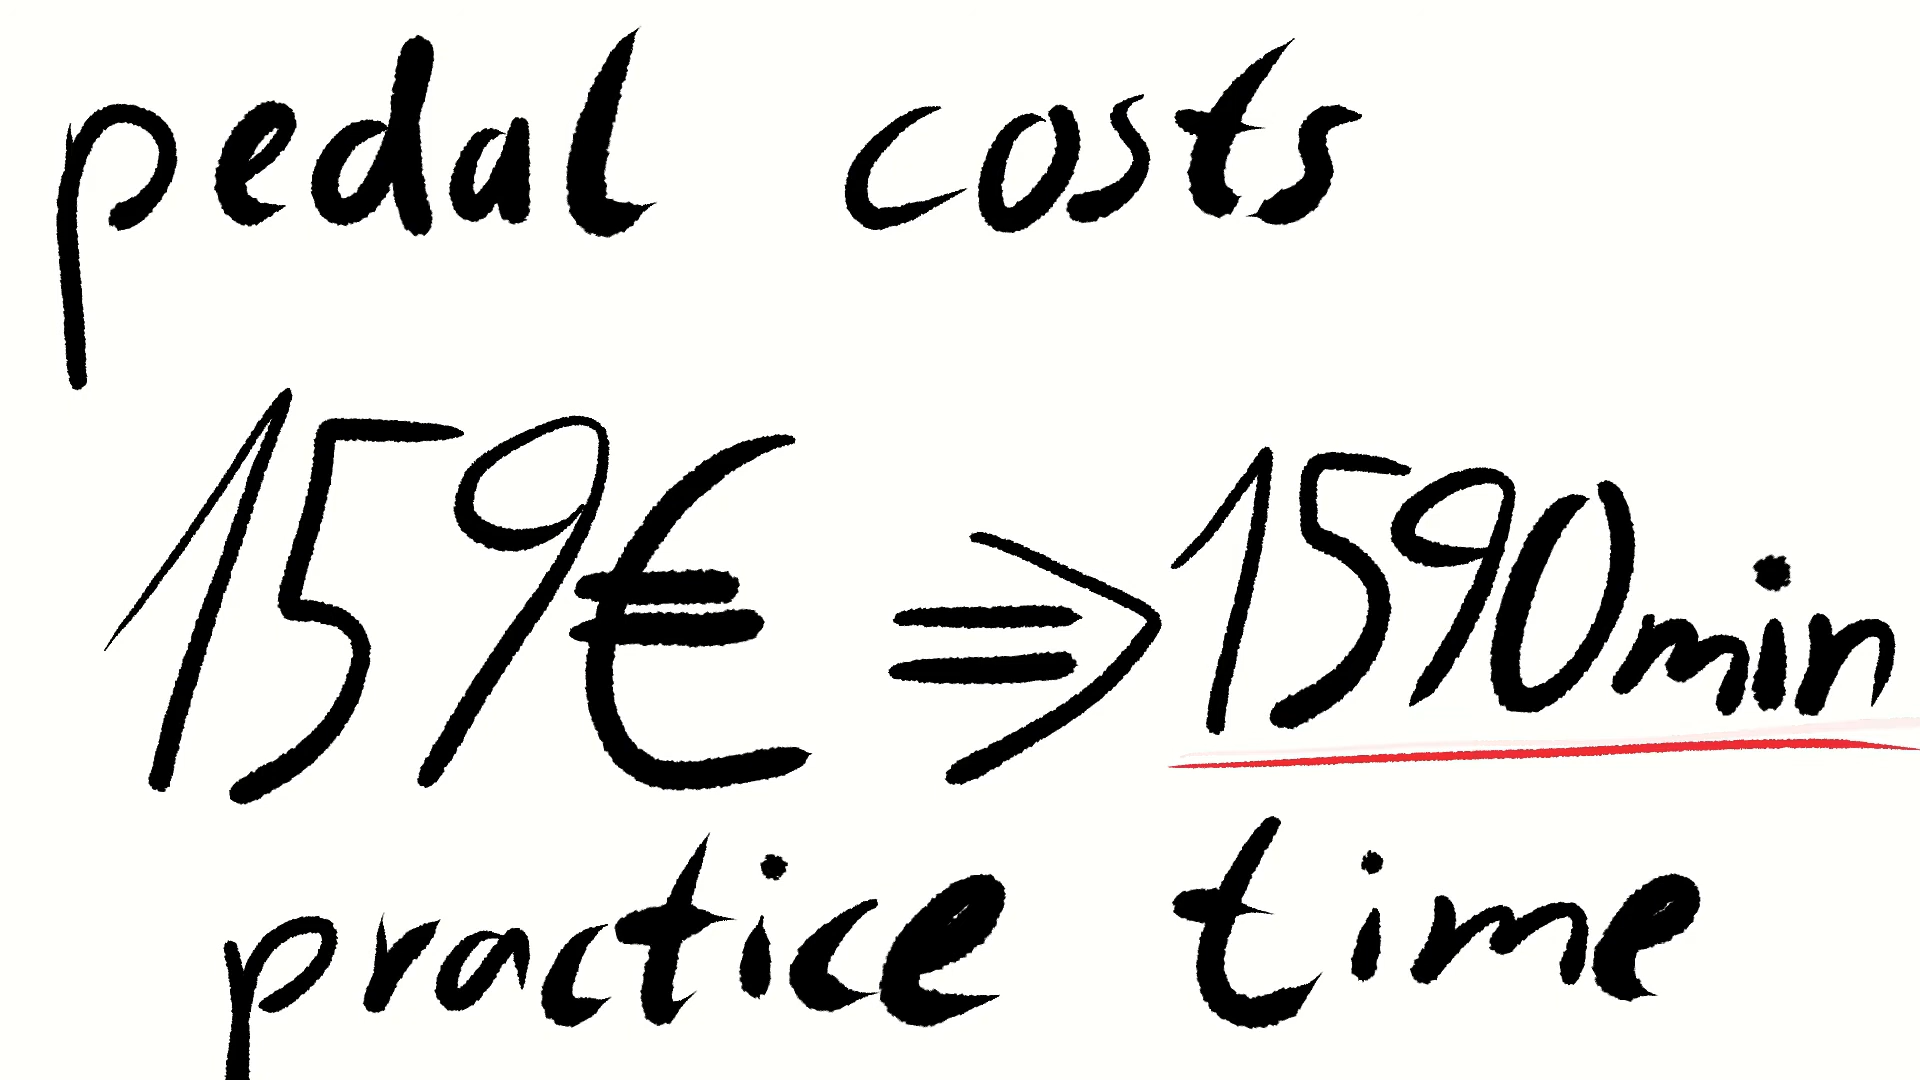 pedal costs
159€ ⇒ 1590min
practice time